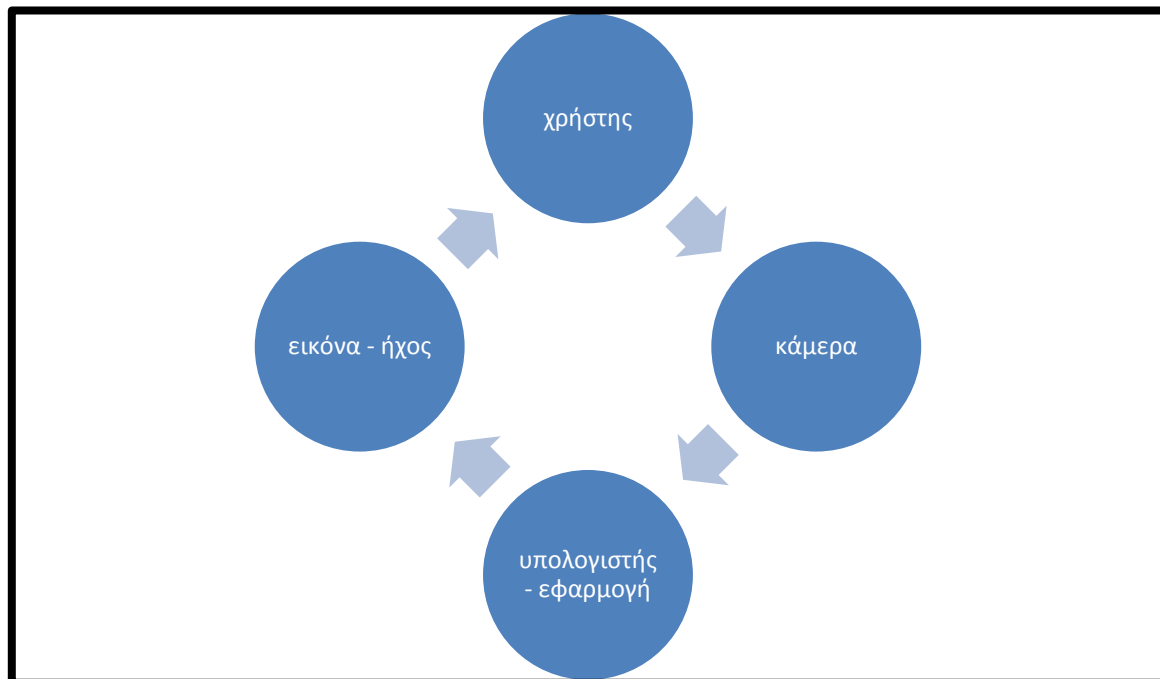 χρήστης
εικόνα - ήχος
κάμερα
υπολογιστής
- εφαρμογή